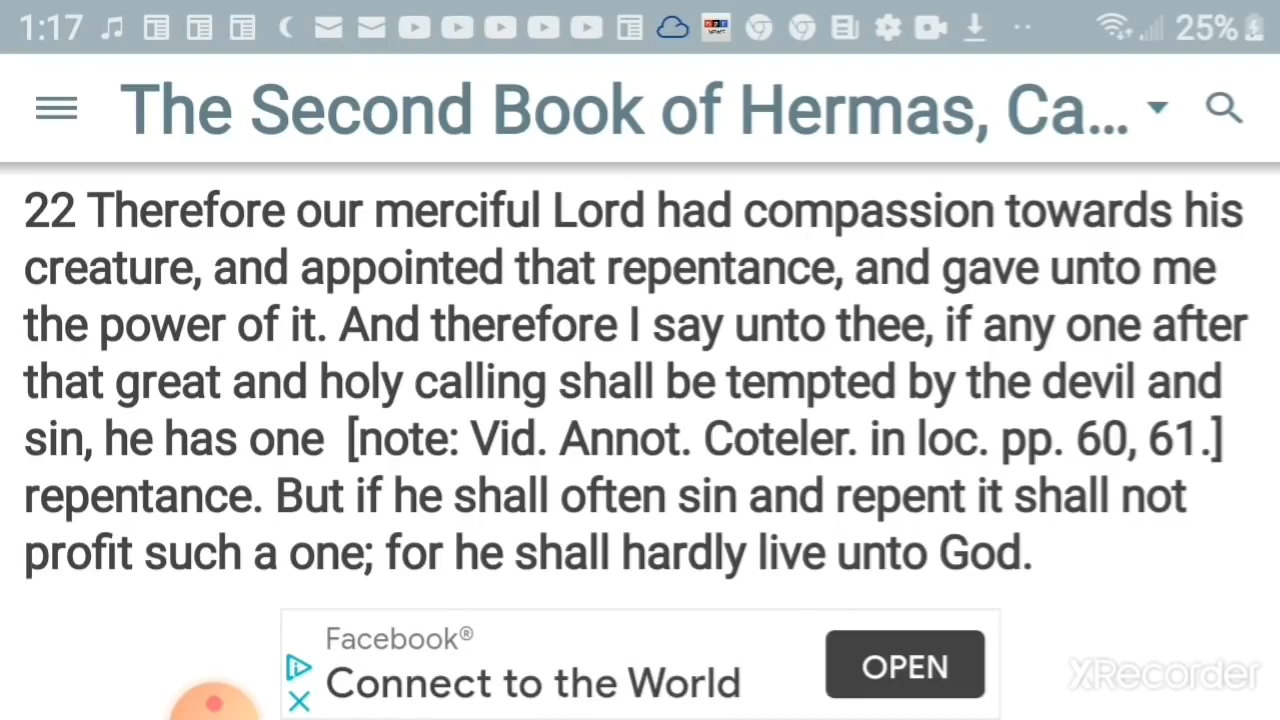 1:17 25%
The Second Book of Hermas, Ca...
22 Therefore our merciful Lord had compassion towards his
creature, and appointed that repentance, and gave unto me
the power of it. And therefore I say unto thee, if any one after
that great and holy calling shall be tempted by the devil and
sin, he has one [note: Vid. Annot. Coteler. in loc. pp. 60, 61.]
repentance. But if he shall often sin and repent it shall not
profit such a one; for he shall hardly live unto God.
Facebook®
Connect to the World
OPEN
XRecorder